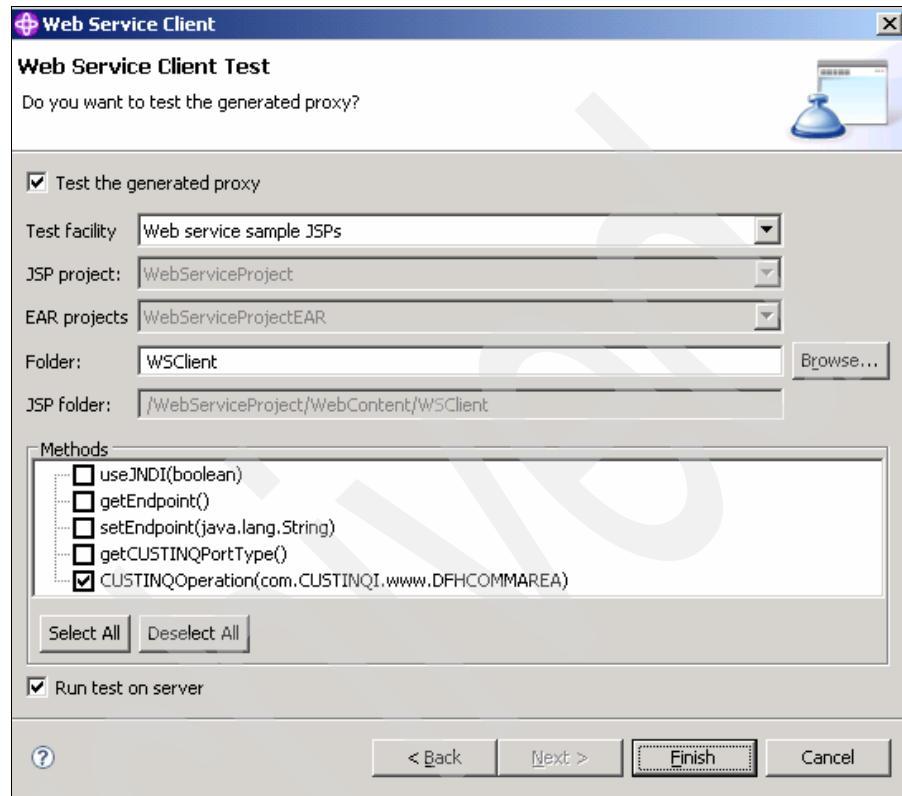 Web Service Client
Web Service Client Test
Do you want to test the generated proxy?
Test the generated proxy
Test facility Web service sample JSPs
JSP project: WebServiceProject
EAR projects WebServiceProjectEAR
Folder: WSClient Browse...
JSP folder: /WebServiceProject/WebContent/WSClient
Methods
useJNDI(boolean)
getEndpoint()
setEndpoint(java.lang.String)
getCUSTINQPortType()
CUSTINQOperation(com.CUSTINQI.www.DFHCOMMAREA)
Select All Deselect All
Run test on server
? < Back Next > Finish Cancel